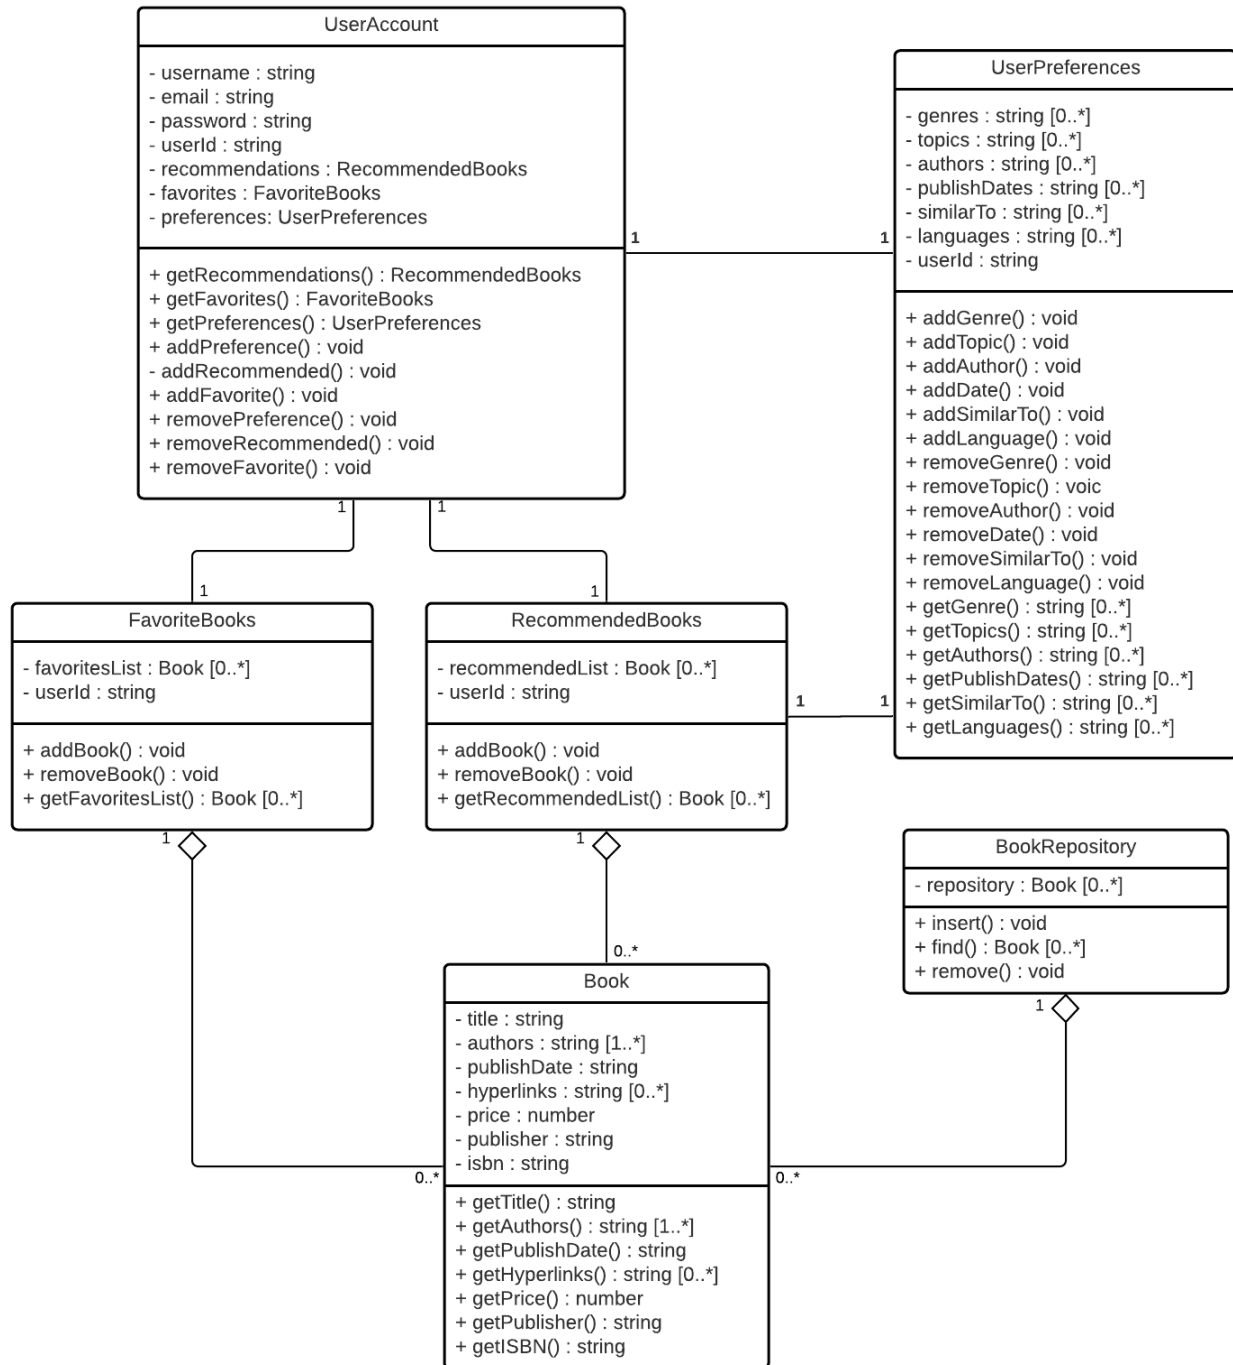 UserAccount
- username : string
- email : string
- password : string
- userId : string
- recommendations : RecommendedBooks
- favorites : FavoriteBooks
- preferences: UserPreferences
+ getRecommendations() : RecommendedBooks
+ getFavorites() : FavoriteBooks
+ getPreferences() : UserPreferences
+ addPreference() : void
- addRecommended() : void
+ addFavorite() : void
+ removePreference() : void
+ removeRecommended() : void
+ removeFavorite() : void
1
1
1
1
UserPreferences
- genres : string [0..*]
- topics : string [0..*]
- authors : string [0..*]
- publishDates : string [0..*]
- similarTo : string [0..*]
- languages : string [0..*]
- userId : string
+ addGenre() : void
+ addTopic() : void
+ addAuthor() : void
+ addDate() : void
+ addSimilarTo() : void
+ addLanguage() : void
+ removeGenre() : void
+ removeTopic() : voic
+ removeAuthor() : void
+ removeDate() : void
+ removeSimilarTo() : void
+ removeLanguage() : void
+ getGenre() : string [0..*]
+ getTopics() : string [0..*]
+ getAuthors() : string [0..*]
+ getPublishDates() : string [0..*]
+ getSimilarTo() : string [0..*]
+ getLanguages() : string [0..*]
1
1
FavoriteBooks
- favoritesList : Book [0..*]
- userId : string
+ addBook() : void
+ removeBook() : void
+ getFavoritesList() : Book [0..*]
RecommendedBooks
- recommendedList : Book [0..*]
- userId : string
+ addBook() : void
+ removeBook() : void
+ getRecommendedList() : Book [0..*]
1
1
1
1
BookRepository
- repository : Book [0..*]
+ insert() : void
+ find() : Book [0..*]
+ remove() : void
1
0..*
Book
- title : string
- authors : string [1..*]
- publishDate : string
- hyperlinks : string [0..*]
- price : number
- publisher : string
- isbn : string
+ getTitle() : string
+ getAuthors() : string [1..*]
+ getPublishDate() : string
+ getHyperlinks() : string [0..*]
+ getPrice() : number
+ getPublisher() : string
+ getISBN() : string
0..*
0..*